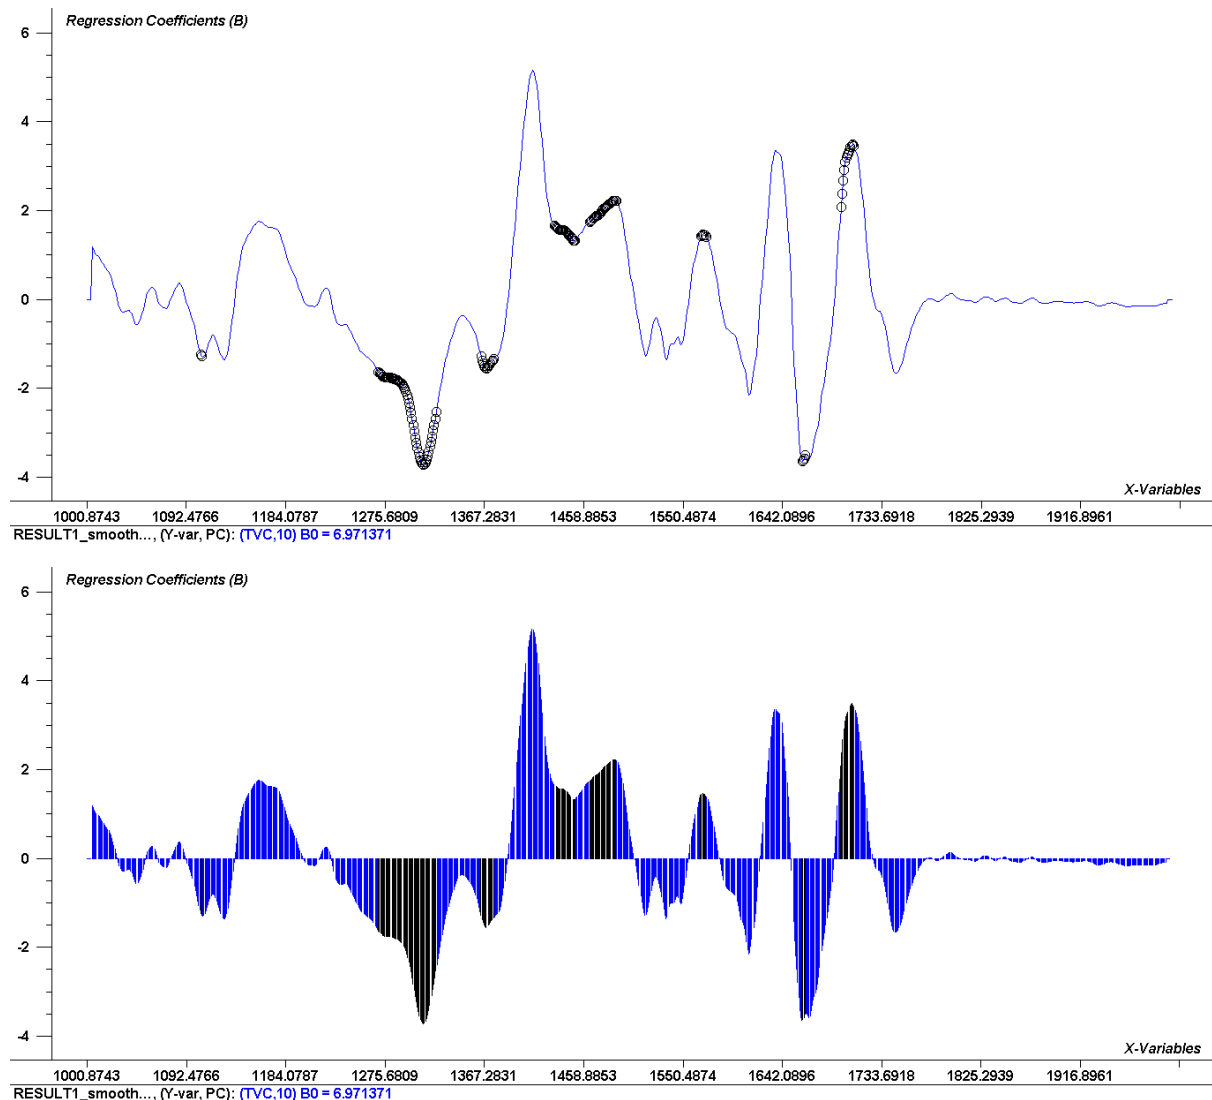 Regression Coefficients (B)
6
4
2
0
-2
-4
X-Variables
1000.8743 1092.4766 1184.0787 1275.6809 1367.2831 1458.8853 1550.4874 1642.0896 1733.6918 1825.2939 1916.8961
RESULT1_smooth..., (Y-var, PC): (TVC,10) B0 = 6.971371
Regression Coefficients (B)
6
4
2
0
-2
-4
X-Variables
1000.8743 1092.4766 1184.0787 1275.6809 1367.2831 1458.8853 1550.4874 1642.0896 1733.6918 1825.2939 1916.8961
RESULT1_smooth..., (Y-var, PC): (TVC,10) B0 = 6.971371